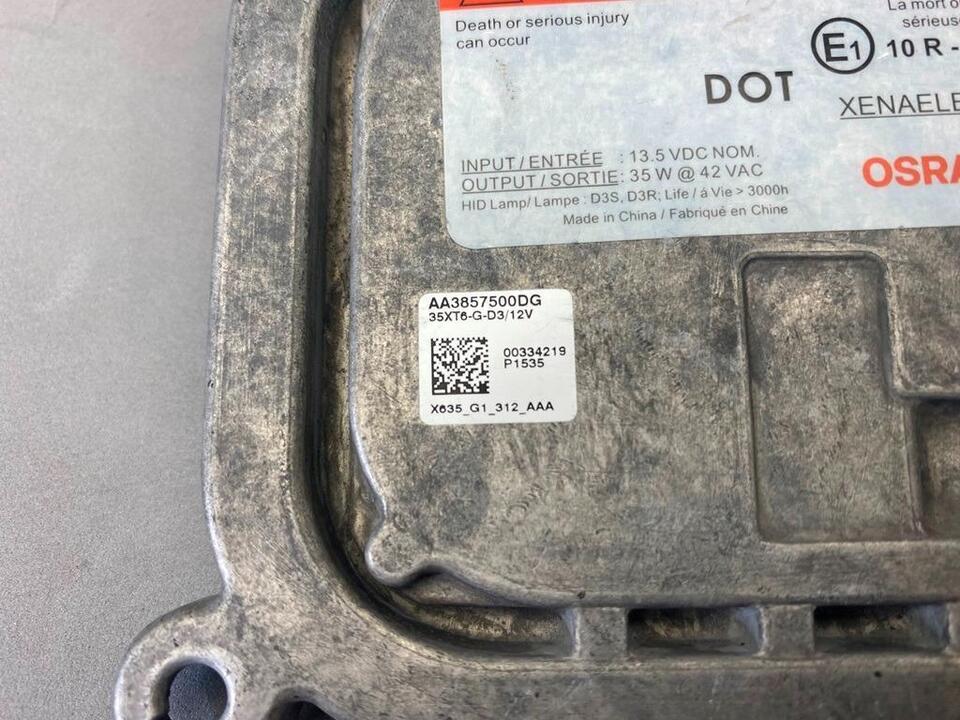 Death or serious injury
can occur
La mort o
sérieuse
E1 10 R -
DOT
XENAELE
INPUT / ENTRÉE : 13.5 VDC NOM.
OUTPUT / SORTIE : 35 W @ 42 VAC
HID Lamp/ Lampe : D3S, D3R; Life / à Vie > 3000h
Made in China / Fabriqué en Chine
OSRA
AA3857500DG
35XT6-G-D3/12V
00334219
P1535
X635_G1_312_AAA